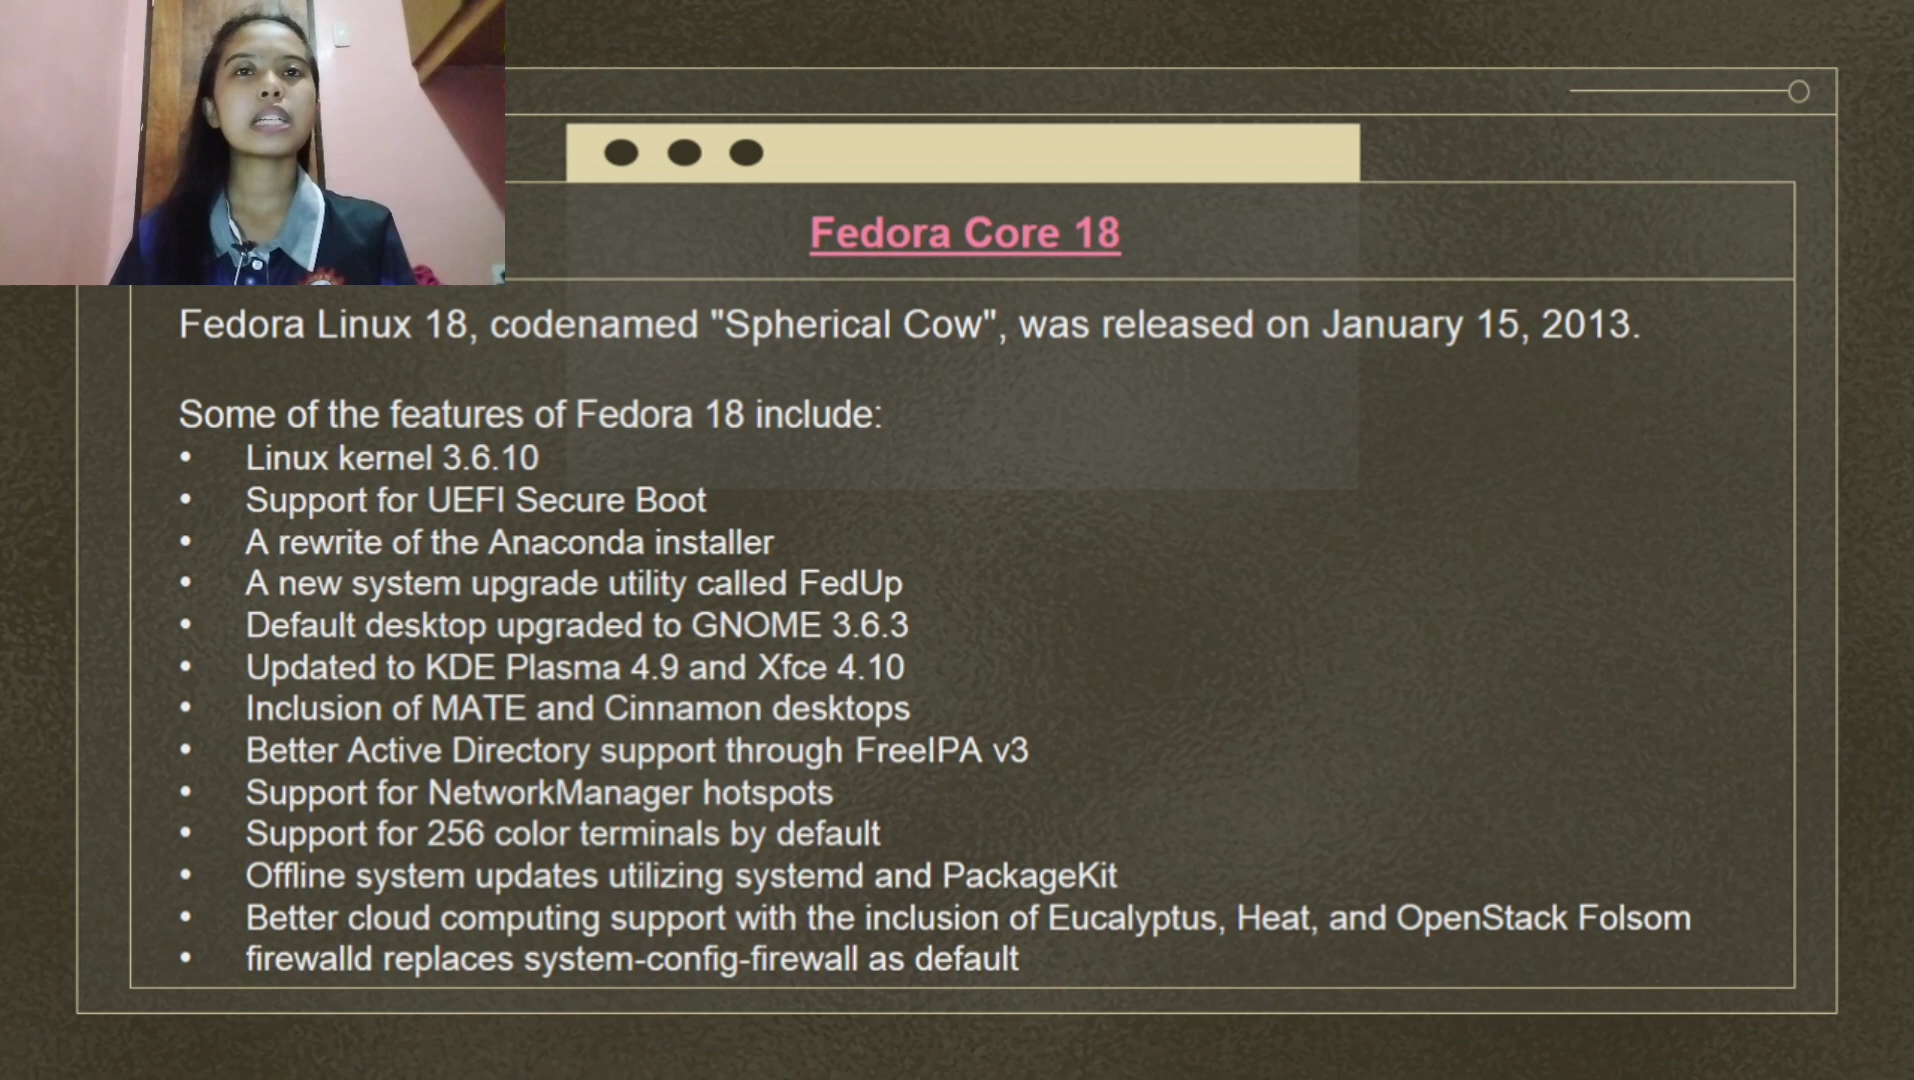 Fedora Core 18
Fedora Linux 18, codenamed "Spherical Cow", was released on January 15, 2013.
Some of the features of Fedora 18 include:
• Linux kernel 3.6.10
• Support for UEFI Secure Boot
• A rewrite of the Anaconda installer
• A new system upgrade utility called FedUp
• Default desktop upgraded to GNOME 3.6.3
• Updated to KDE Plasma 4.9 and Xfce 4.10
• Inclusion of MATE and Cinnamon desktops
• Better Active Directory support through FreeIPA v3
• Support for NetworkManager hotspots
• Support for 256 color terminals by default
• Offline system updates utilizing systemd and PackageKit
• Better cloud computing support with the inclusion of Eucalyptus, Heat, and OpenStack Folsom
• firewalld replaces system-config-firewall as default